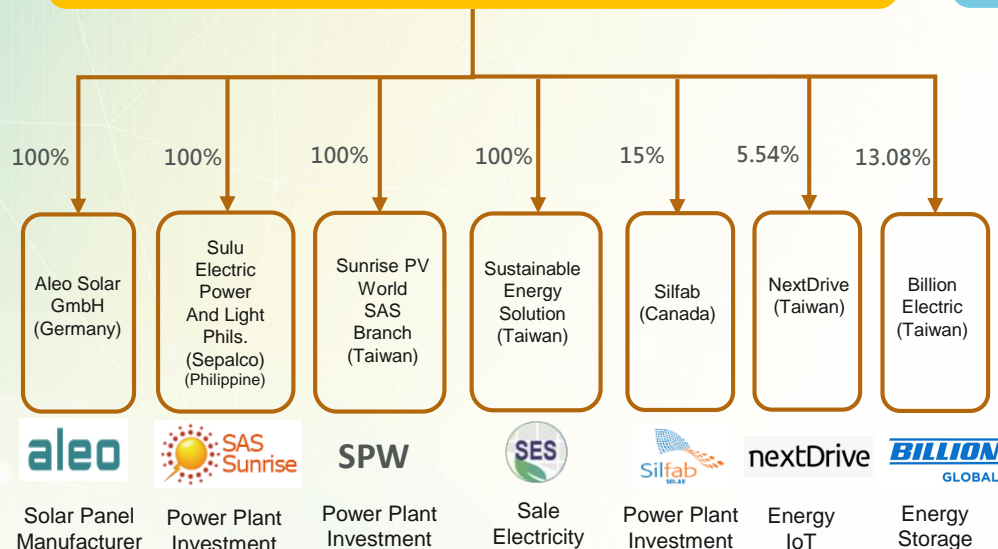 100%
100%
100%
100%
15%
5.54%
13.08%
Aleo Solar
GmbH
(Germany)
Sulu
Electric
Power
And Light
Phils.
(Sepalco)
(Philippine)
Sunrise PV
World
SAS
Branch
(Taiwan)
Sustainable
Energy
Solution
(Taiwan)
Silfab
(Canada)
NextDrive
(Taiwan)
Billion
Electric
(Taiwan)
aleo
SAS
Sunrise
SPW
SES
Silfab
SOLAR
nextDrive
BILLION
GLOBAL
Solar Panel
Manufacturer
Power Plant
Investment
Power Plant
Investment
Sale
Electricity
Power Plant
Investment
Energy
IoT
Energy
Storage